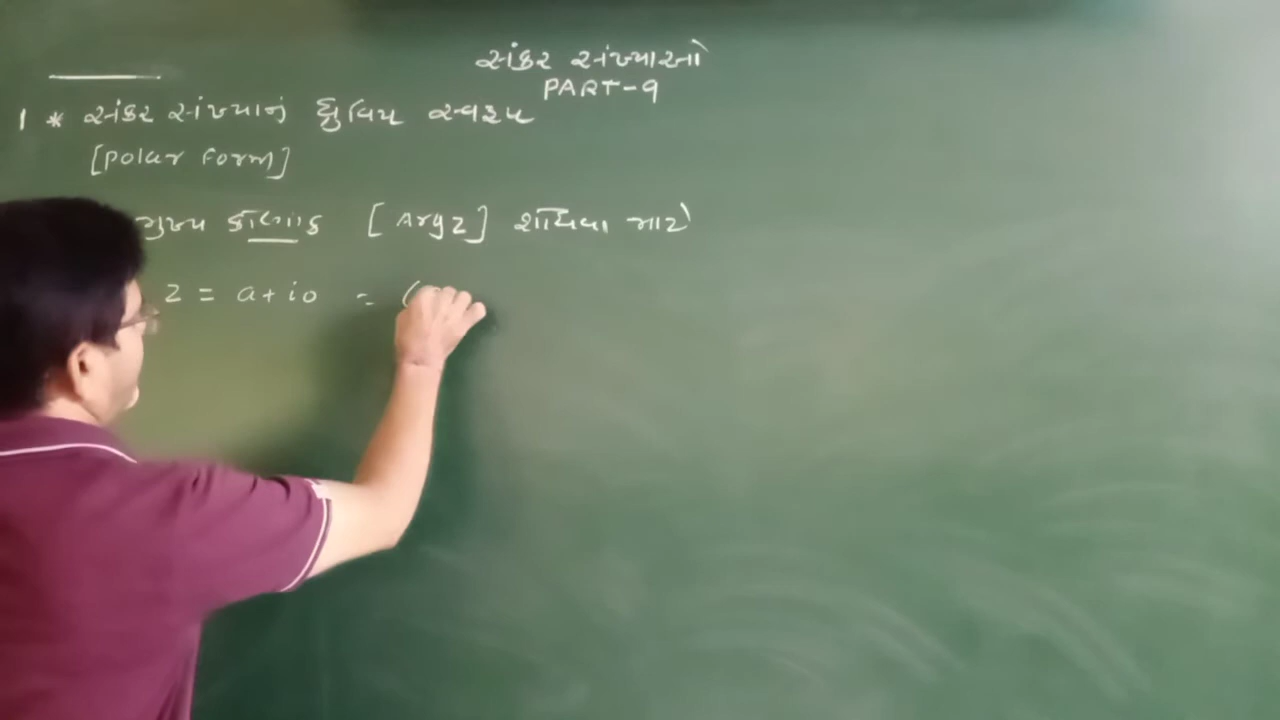 સંકર સંખ્યાઓ
PART-9
1 * સંકર સંખ્યાનું ધ્રુવિય સ્વરૂપ
[Polar Form]
મુખ્ય કોણાંક [Arg z] શોધવા માટે
z = a + i0 = (